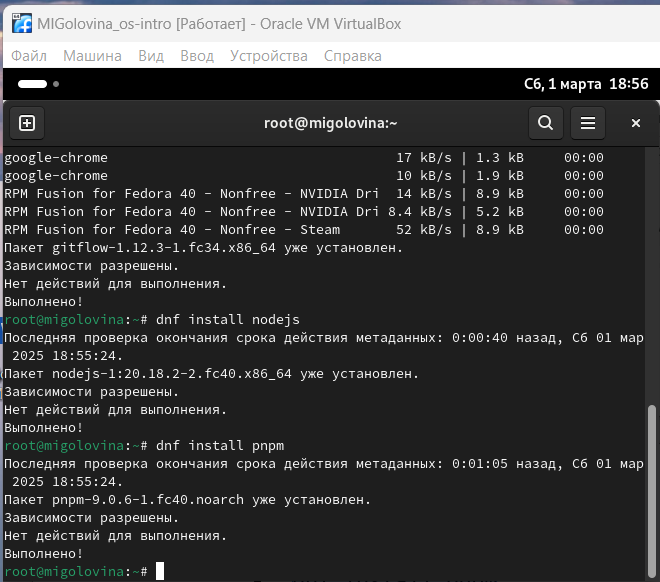 MIGolovina_os-intro [Работает] - Oracle VM VirtualBox
Файл Машина Вид Ввод Устройства Справка
Сб, 1 марта 18:56
root@migolovina:~
google-chrome 17 kB/s | 1.3 kB 00:00
google-chrome 10 kB/s | 1.9 kB 00:00
RPM Fusion for Fedora 40 - Nonfree - NVIDIA Dri 14 kB/s | 8.9 kB 00:00
RPM Fusion for Fedora 40 - Nonfree - NVIDIA Dri 8.4 kB/s | 5.2 kB 00:00
RPM Fusion for Fedora 40 - Nonfree - Steam 52 kB/s | 8.9 kB 00:00
Пакет gitflow-1.12.3-1.fc34.x86_64 уже установлен.
Зависимости разрешены.
Нет действий для выполнения.
Выполнено!
root@migolovina:~# dnf install nodejs
Последняя проверка окончания срока действия метаданных: 0:00:40 назад, Сб 01 мар
2025 18:55:24.
Пакет nodejs-1:20.18.2-2.fc40.x86_64 уже установлен.
Зависимости разрешены.
Нет действий для выполнения.
Выполнено!
root@migolovina:~# dnf install pnpm
Последняя проверка окончания срока действия метаданных: 0:01:05 назад, Сб 01 мар
2025 18:55:24.
Пакет pnpm-9.0.6-1.fc40.noarch уже установлен.
Зависимости разрешены.
Нет действий для выполнения.
Выполнено!
root@migolovina:~#